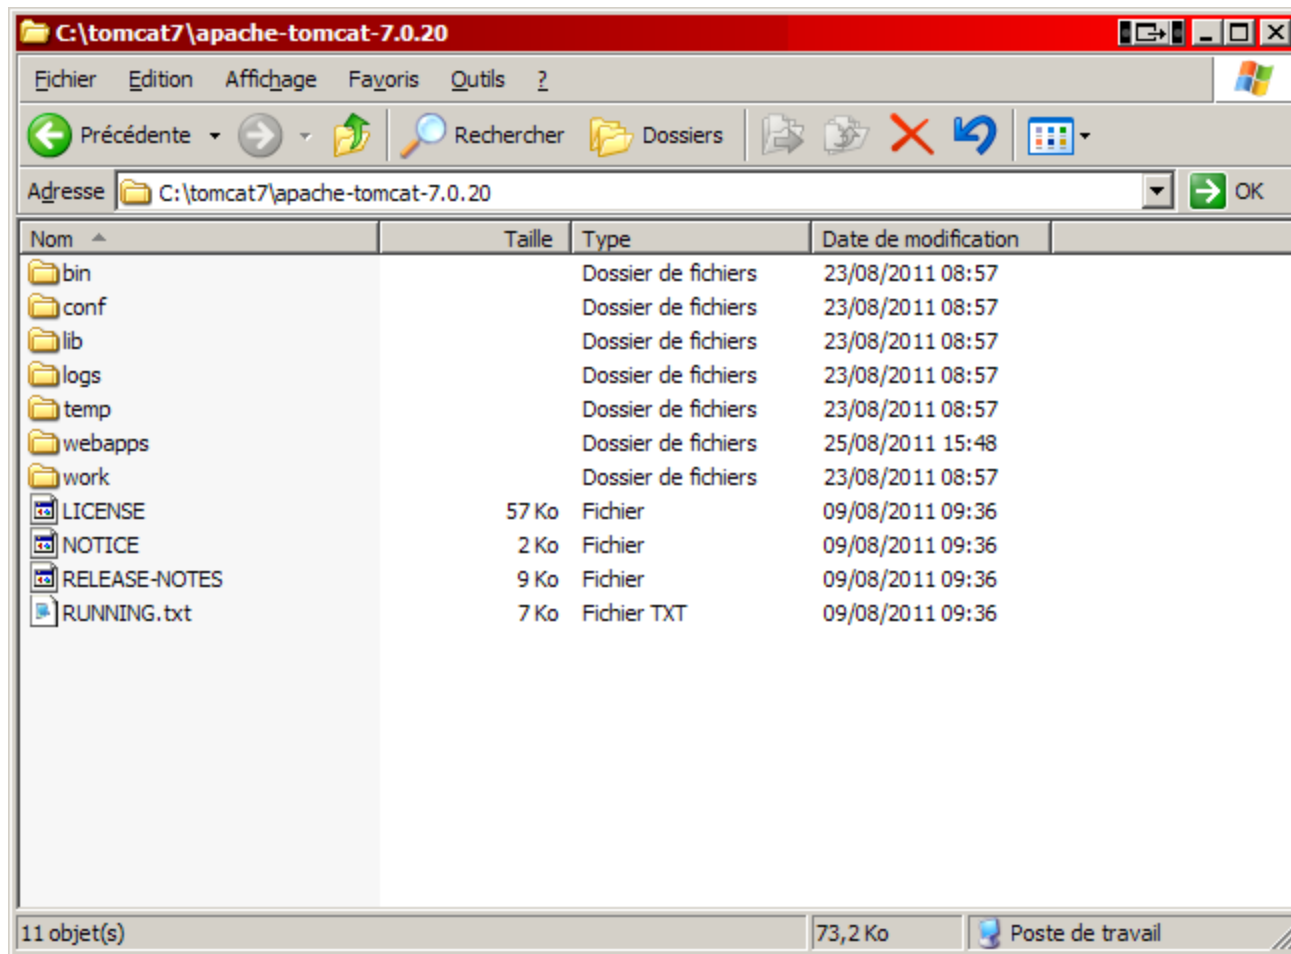 C:\tomcat7\apache-tomcat-7.0.20
Fichier Edition Affichage Favoris Outils ?
Précédente Rechercher Dossiers
Adresse C:\tomcat7\apache-tomcat-7.0.20 OK
Nom Taille Type Date de modification
bin Dossier de fichiers 23/08/2011 08:57
conf Dossier de fichiers 23/08/2011 08:57
lib Dossier de fichiers 23/08/2011 08:57
logs Dossier de fichiers 23/08/2011 08:57
temp Dossier de fichiers 23/08/2011 08:57
webapps Dossier de fichiers 25/08/2011 15:48
work Dossier de fichiers 23/08/2011 08:57
LICENSE 57 Ko Fichier 09/08/2011 09:36
NOTICE 2 Ko Fichier 09/08/2011 09:36
RELEASE-NOTES 9 Ko Fichier 09/08/2011 09:36
RUNNING.txt 7 Ko Fichier TXT 09/08/2011 09:36
11 objet(s) 73,2 Ko Poste de travail